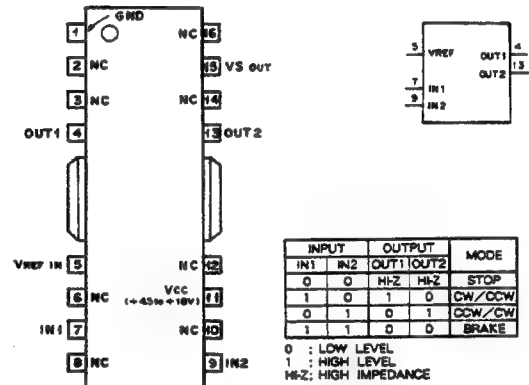 GND
1 NC 16
2 NC 15 VS OUT
3 NC NC 14
OUT1 4 13 OUT2
VREF IN 5 NC 12
6 NC VCC 11
(+4.5 to +18V)
IN1 7 NC 10
8 NC 9 IN2
5 VREF OUT1 4
OUT2 13
7 IN1
9 IN2
INPUT OUTPUT MODE
IN1 IN2 OUT1 OUT2
0 0 HI-Z HI-Z STOP
1 0 1 0 CW/CCW
0 1 0 1 CCW/CW
1 1 0 0 BRAKE
0 : LOW LEVEL
1 : HIGH LEVEL
HI-Z; HIGH IMPEDANCE